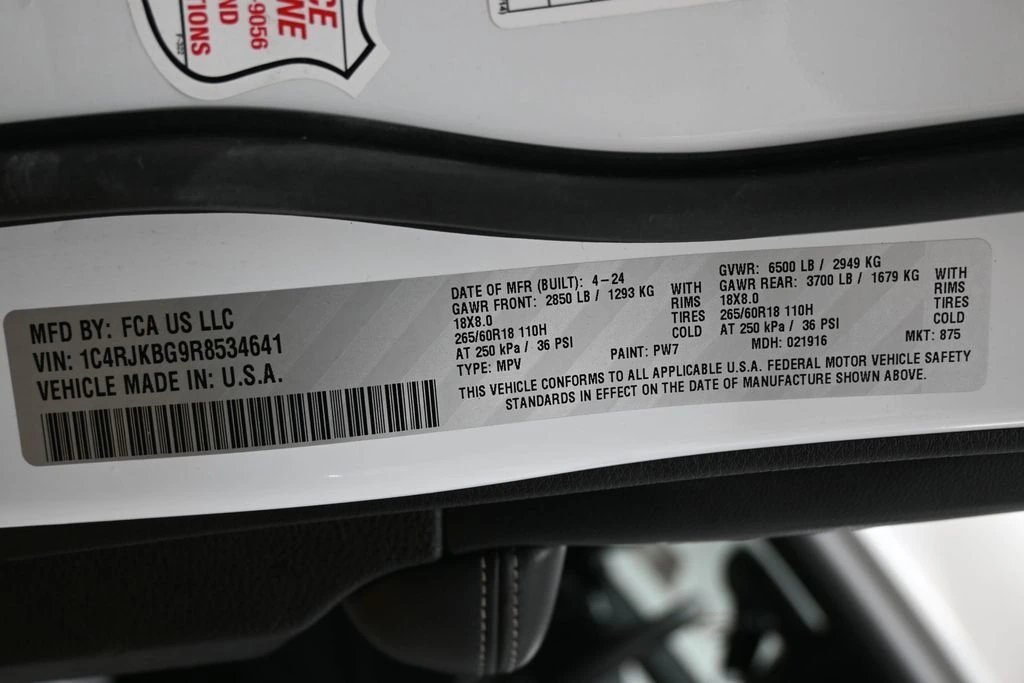 CE
NE
-9056
ND
TIONS
F-322
MFD BY: FCA US LLC
VIN: 1C4RJKBG9R8534641
VEHICLE MADE IN: U.S.A.
DATE OF MFR (BUILT): 4-24
GAWR FRONT: 2850 LB / 1293 KG WITH
18X8.0 RIMS
265/60R18 110H TIRES
AT 250 kPa / 36 PSI COLD
TYPE: MPV
PAINT: PW7
GVWR: 6500 LB / 2949 KG
GAWR REAR: 3700 LB / 1679 KG WITH
18X8.0 RIMS
265/60R18 110H TIRES
AT 250 kPa / 36 PSI COLD
MDH: 021916
MKT: 875
THIS VEHICLE CONFORMS TO ALL APPLICABLE U.S.A. FEDERAL MOTOR VEHICLE SAFETY
STANDARDS IN EFFECT ON THE DATE OF MANUFACTURE SHOWN ABOVE.